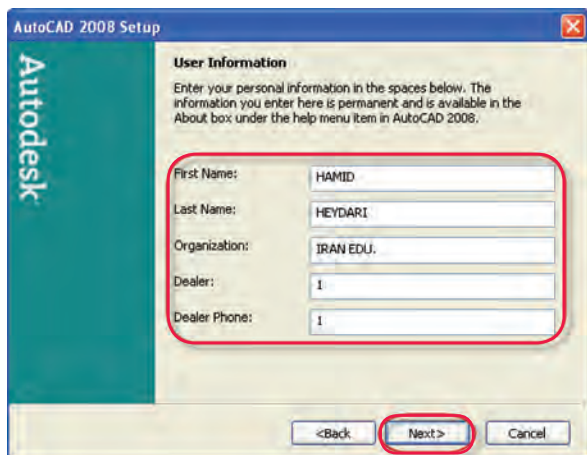 AutoCAD 2008 Setup
Autodesk
User Information
Enter your personal information in the spaces below. The
information you enter here is permanent and is available in the
About box under the help menu item in AutoCAD 2008.
First Name: HAMID
Last Name: HEYDARI
Organization: IRAN EDU.
Dealer: 1
Dealer Phone: 1
<Back Next> Cancel